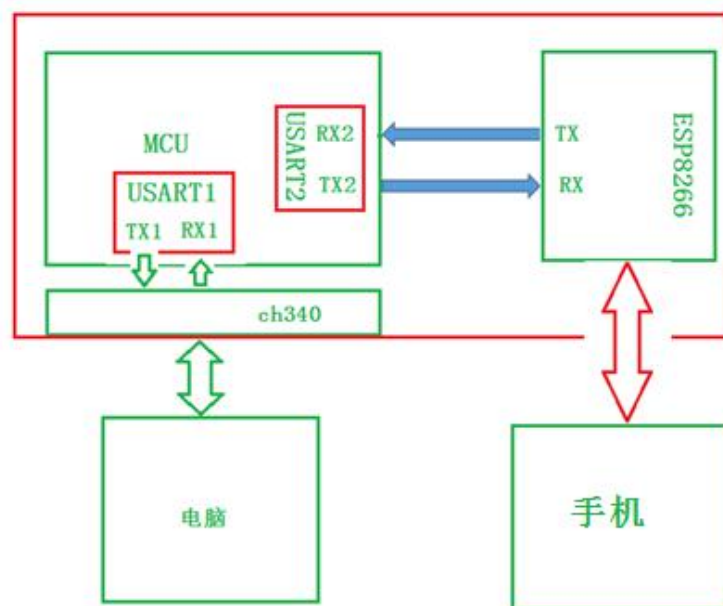 MCU
USART1
TX1 RX1
USART2
RX2
TX2
TX
RX
ESP8266
ch340
电脑
手机